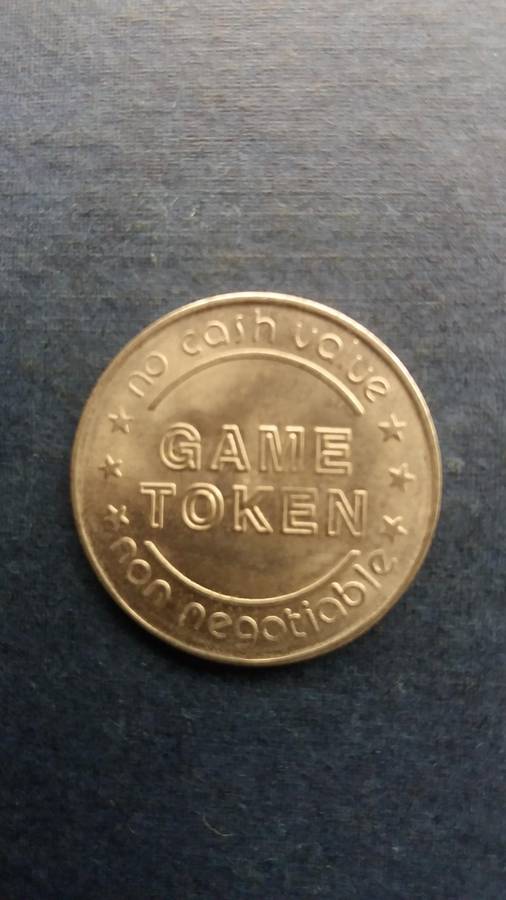 no cash value
GAME
TOKEN
non negotiable